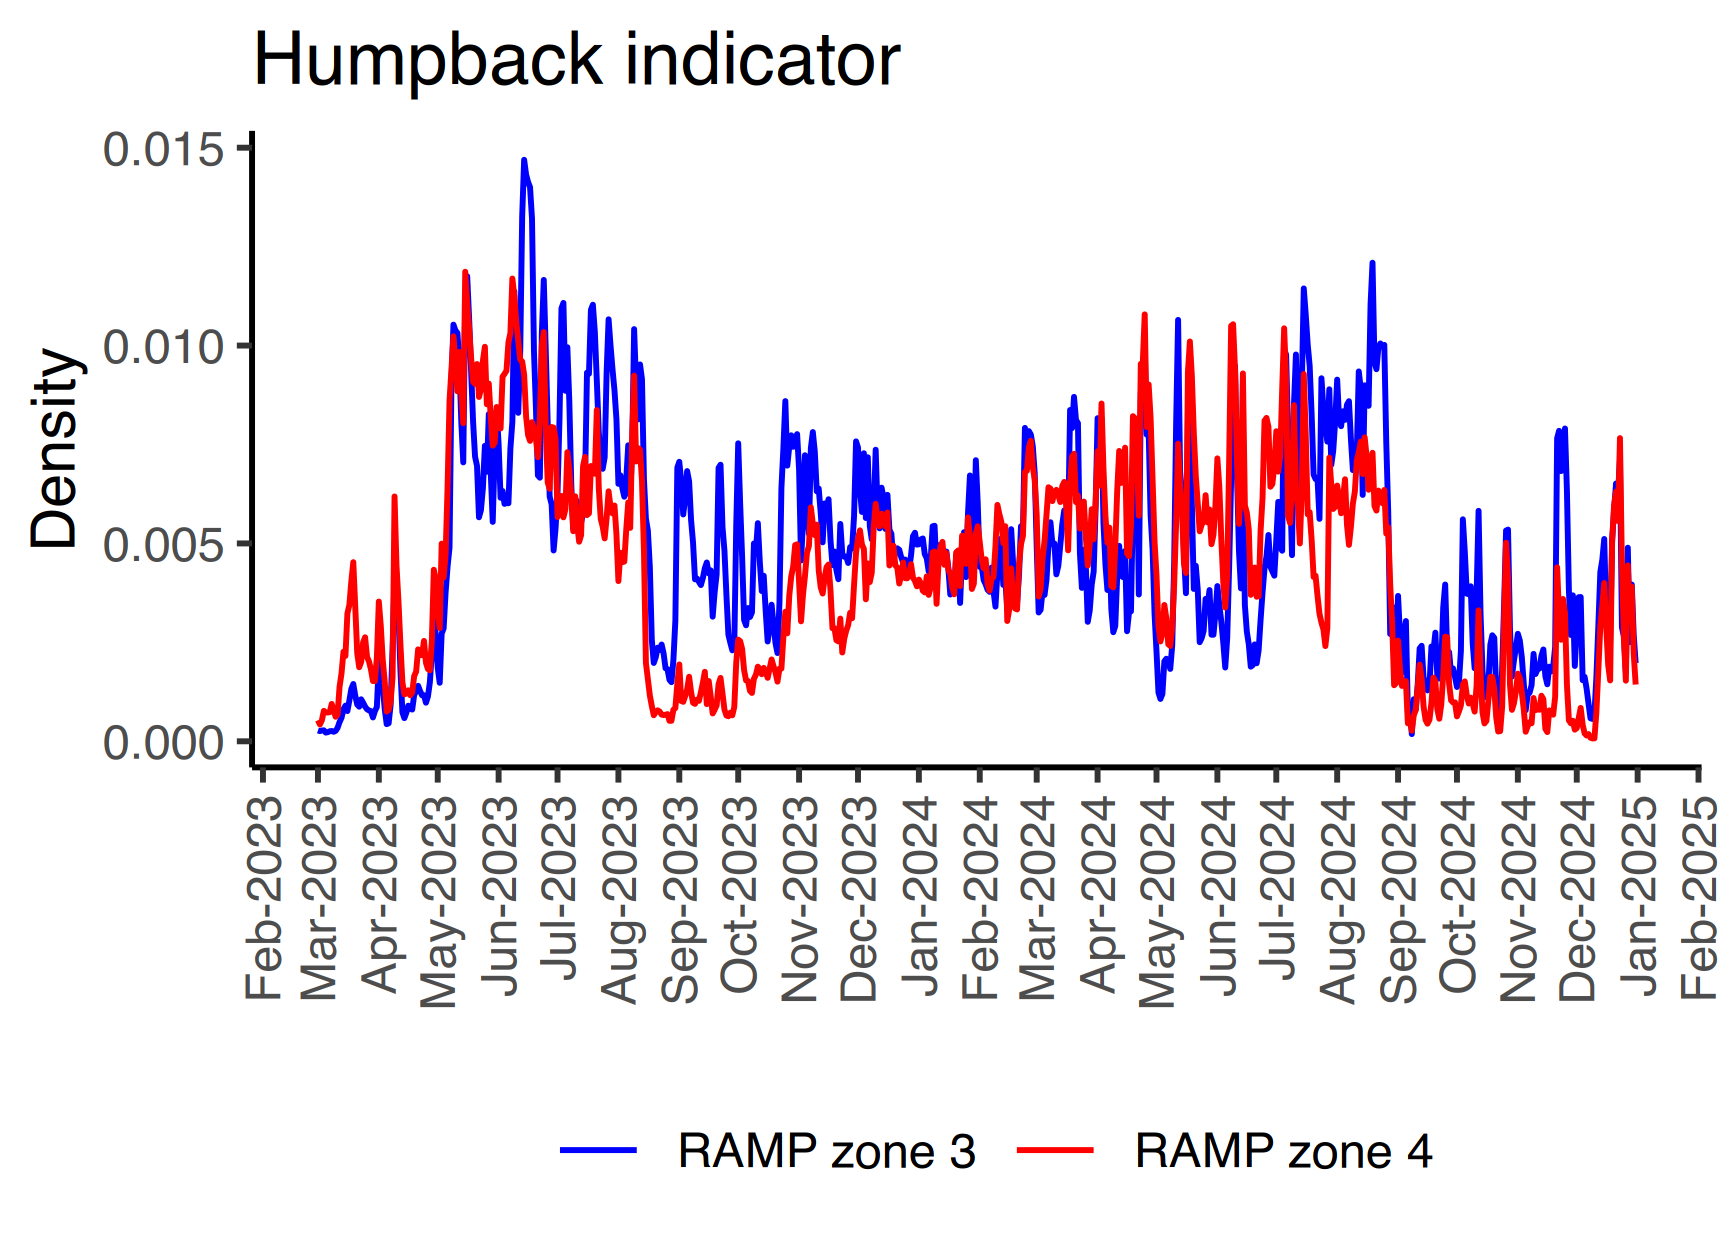 Humpback indicator
Density
0.015
0.010
0.005
0.000
Feb-2023
Mar-2023
Apr-2023
May-2023
Jun-2023
Jul-2023
Aug-2023
Sep-2023
Oct-2023
Nov-2023
Dec-2023
Jan-2024
Feb-2024
Mar-2024
Apr-2024
May-2024
Jun-2024
Jul-2024
Aug-2024
Sep-2024
Oct-2024
Nov-2024
Dec-2024
Jan-2025
Feb-2025
RAMP zone 3
RAMP zone 4